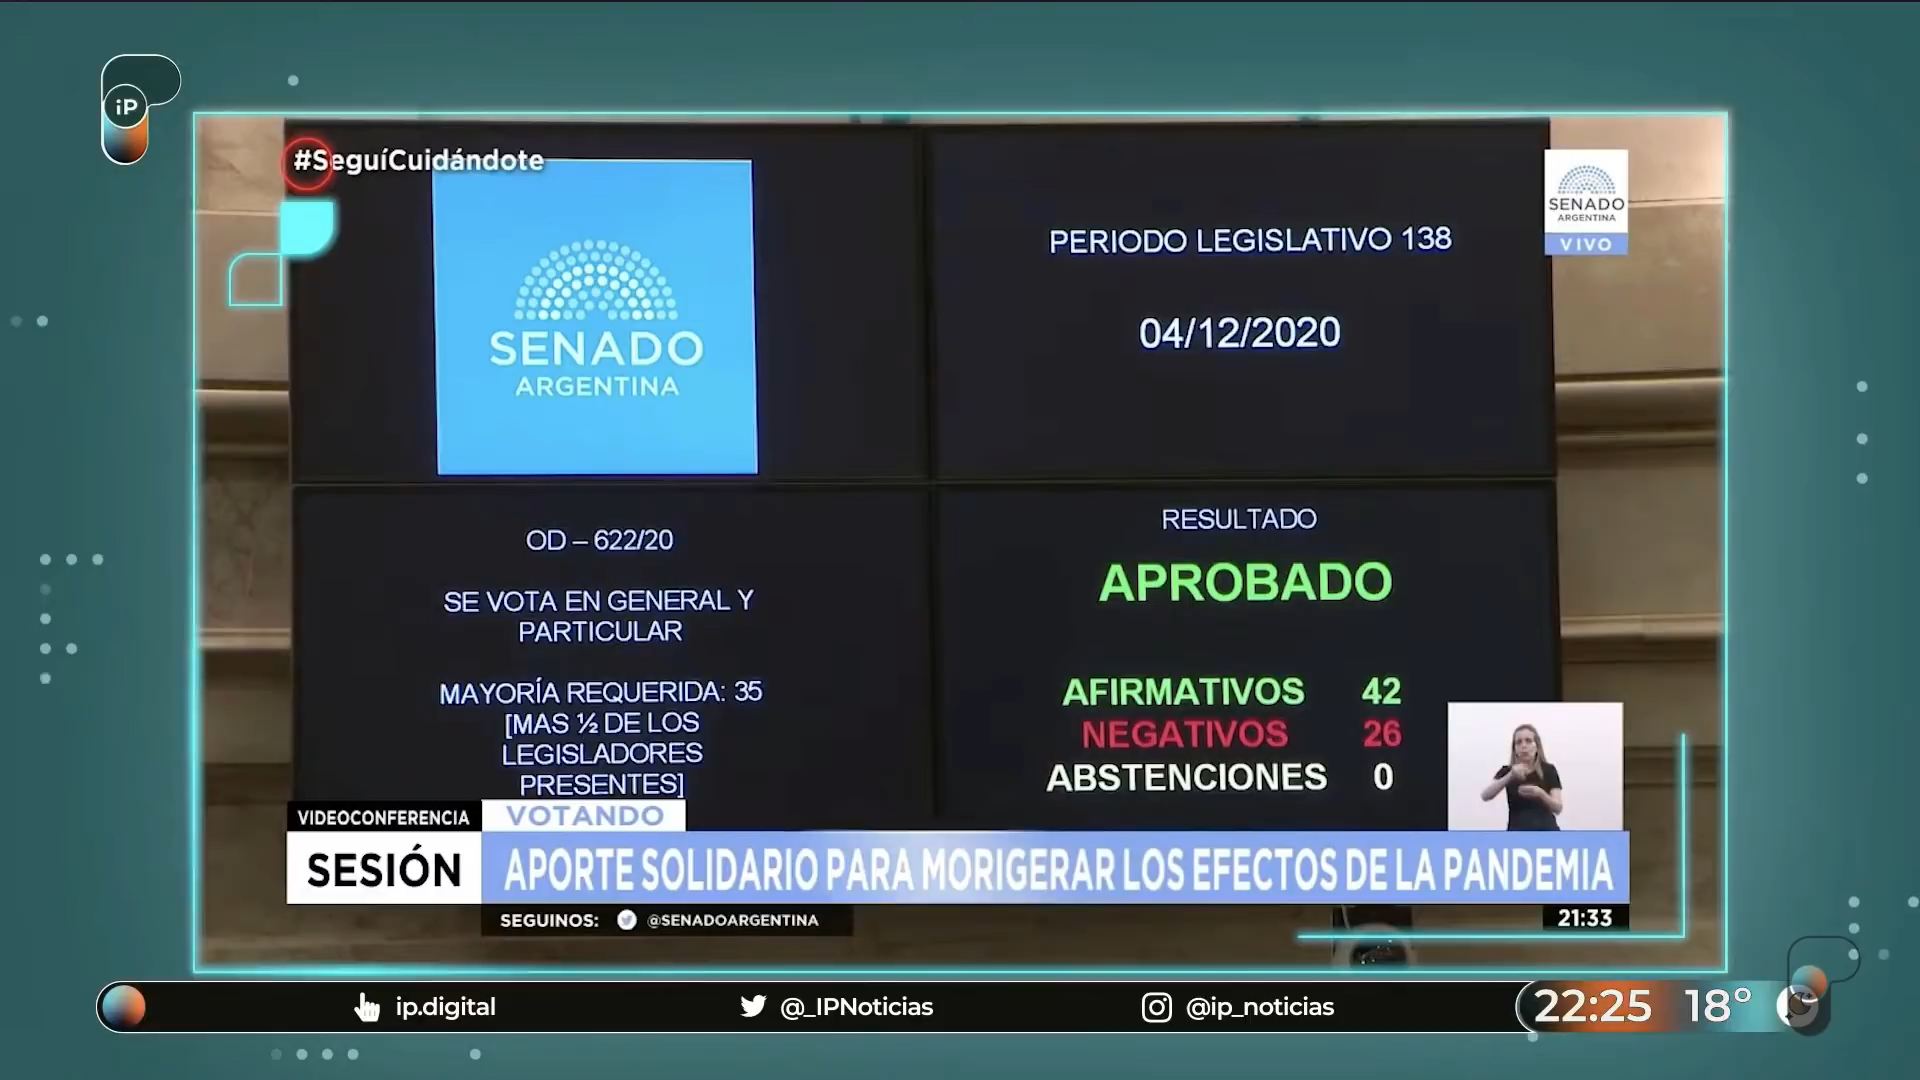 iP
#SeguíCuidándote
SENADO
ARGENTINA
PERIODO LEGISLATIVO 138
04/12/2020
SENADO
ARGENTINA
VIVO
OD – 622/20
SE VOTA EN GENERAL Y
PARTICULAR
MAYORÍA REQUERIDA: 35
[MAS ½ DE LOS
LEGISLADORES
PRESENTES]
RESULTADO
APROBADO
AFIRMATIVOS 42
NEGATIVOS 26
ABSTENCIONES 0
VIDEOCONFERENCIA
VOTANDO
SESIÓN
APORTE SOLIDARIO PARA MORIGERAR LOS EFECTOS DE LA PANDEMIA
SEGUINOS: @SENADOARGENTINA
21:33
ip.digital
@_IPNoticias
@ip_noticias
22:25 18°